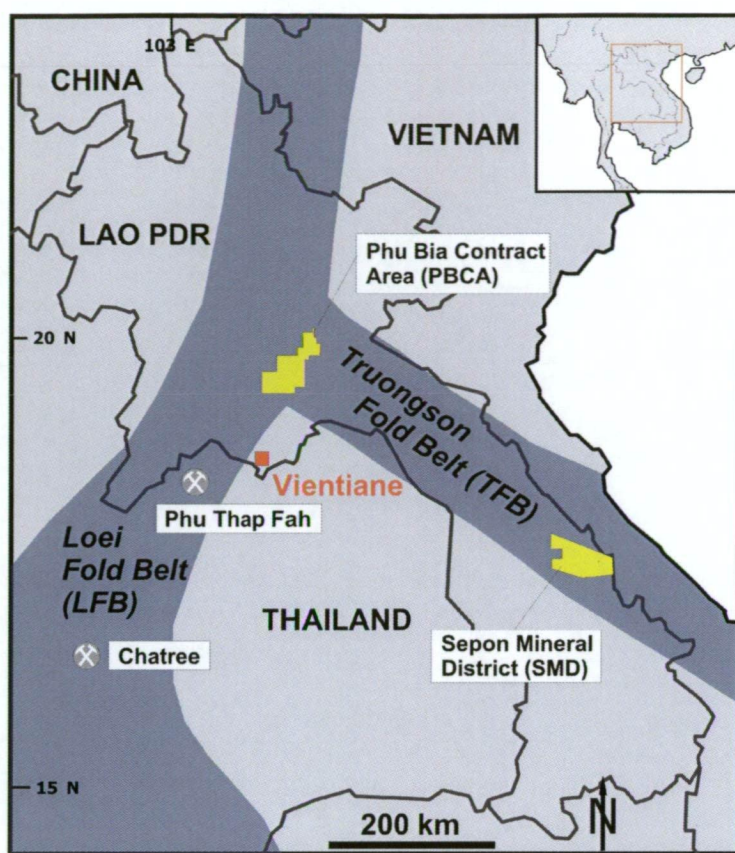 103 E
CHINA
VIETNAM
LAO PDR
Phu Bia Contract
Area (PBCA)
20 N
Truongson
Fold Belt (TFB)
Vientiane
Phu Thap Fah
Loei
Fold Belt
(LFB)
THAILAND
Chatree
Sepon Mineral
District (SMD)
15 N
200 km
N